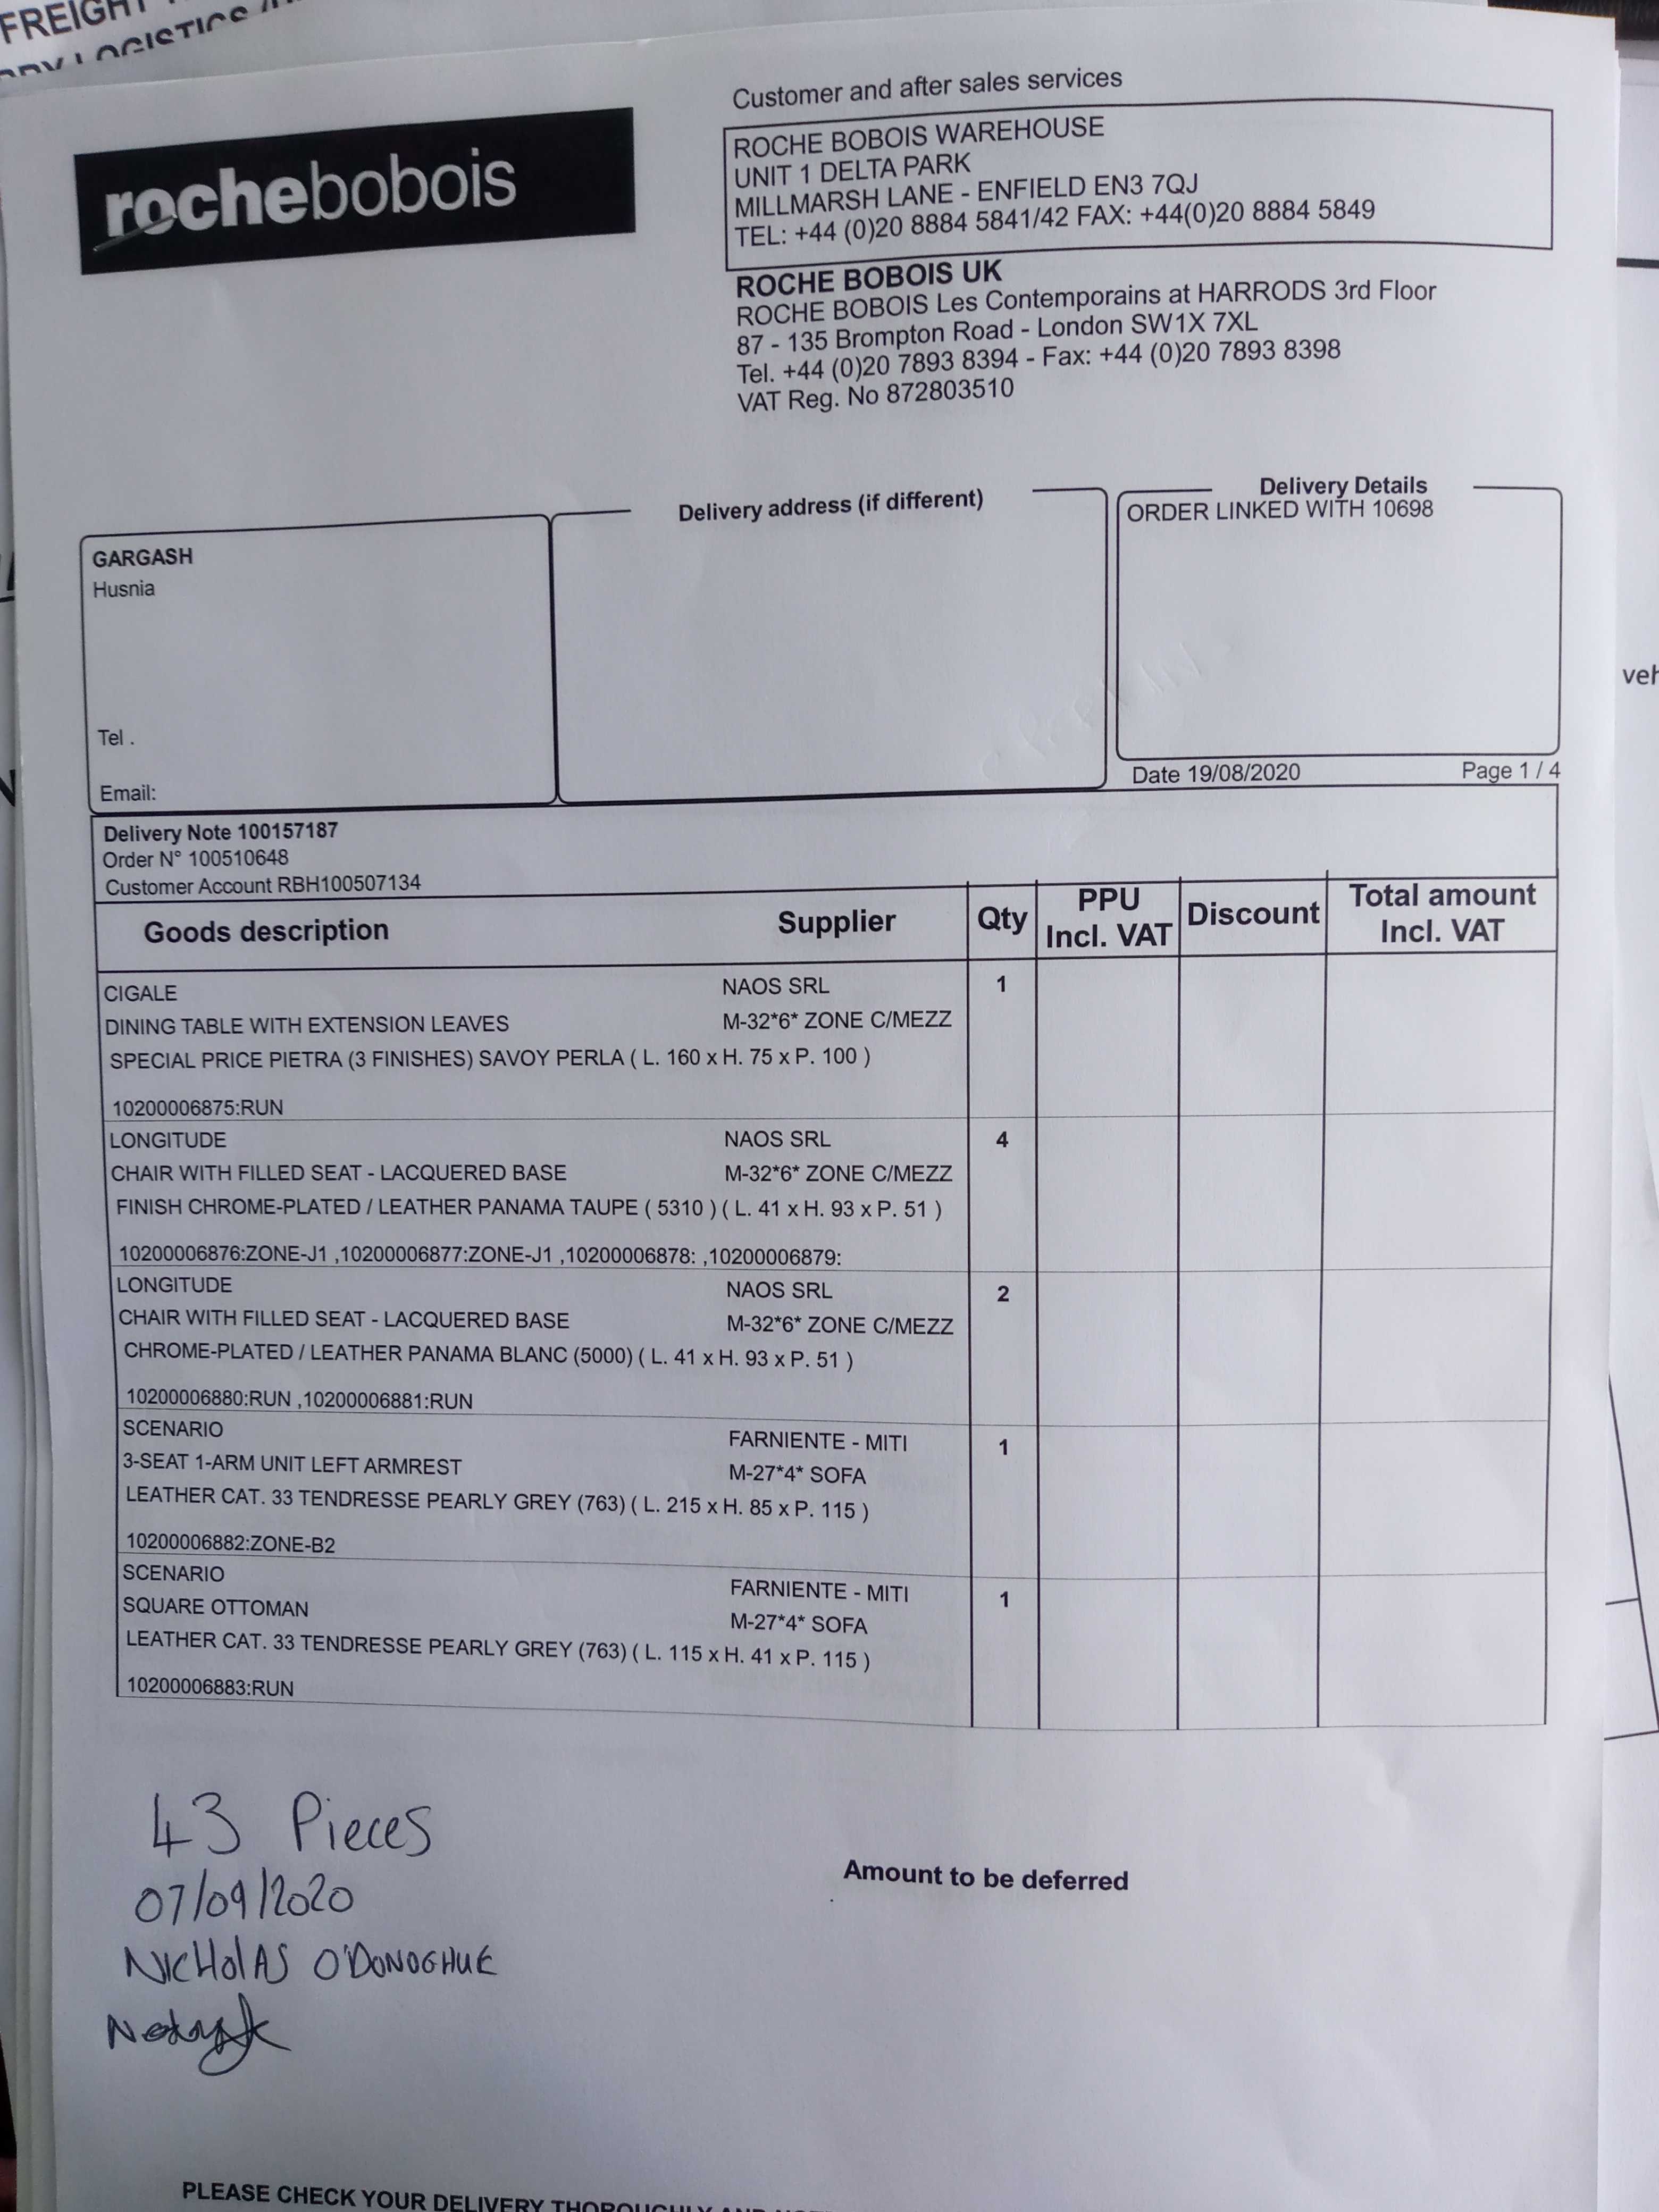 FREIGHT
LOGISTICS
Customer and after sales services
rochebobois
ROCHE BOBOIS WAREHOUSE
UNIT 1 DELTA PARK
MILLMARSH LANE - ENFIELD EN3 7QJ
TEL: +44 (0)20 8884 5841/42 FAX: +44(0)20 8884 5849
ROCHE BOBOIS UK
ROCHE BOBOIS Les Contemporains at HARRODS 3rd Floor
87 - 135 Brompton Road - London SW1X 7XL
Tel. +44 (0)20 7893 8394 - Fax: +44 (0)20 7893 8398
VAT Reg. No 872803510
GARGASH
Husnia
Tel .
Email:
Delivery address (if different)
Delivery Details
ORDER LINKED WITH 10698
Date 19/08/2020 Page 1 / 4
Delivery Note 100157187
Order N° 100510648
Customer Account RBH100507134
Goods description Supplier Qty PPU Incl. VAT Discount Total amount Incl. VAT
CIGALE NAOS SRL 1
DINING TABLE WITH EXTENSION LEAVES M-32*6* ZONE C/MEZZ
SPECIAL PRICE PIETRA (3 FINISHES) SAVOY PERLA ( L. 160 x H. 75 x P. 100 )
10200006875:RUN
LONGITUDE NAOS SRL 4
CHAIR WITH FILLED SEAT - LACQUERED BASE M-32*6* ZONE C/MEZZ
FINISH CHROME-PLATED / LEATHER PANAMA TAUPE ( 5310 ) ( L. 41 x H. 93 x P. 51 )
10200006876:ZONE-J1 ,10200006877:ZONE-J1 ,10200006878: ,10200006879:
LONGITUDE NAOS SRL 2
CHAIR WITH FILLED SEAT - LACQUERED BASE M-32*6* ZONE C/MEZZ
CHROME-PLATED / LEATHER PANAMA BLANC (5000) ( L. 41 x H. 93 x P. 51 )
10200006880:RUN ,10200006881:RUN
SCENARIO FARNIENTE - MITI 1
3-SEAT 1-ARM UNIT LEFT ARMREST M-27*4* SOFA
LEATHER CAT. 33 TENDRESSE PEARLY GREY (763) ( L. 215 x H. 85 x P. 115 )
10200006882:ZONE-B2
SCENARIO FARNIENTE - MITI 1
SQUARE OTTOMAN M-27*4* SOFA
LEATHER CAT. 33 TENDRESSE PEARLY GREY (763) ( L. 115 x H. 41 x P. 115 )
10200006883:RUN
43 Pieces
07/09/2020
NICHOLAS O'DONOGHUE
Amount to be deferred
PLEASE CHECK YOUR DELIVERY THOROUGHLY AND
veh